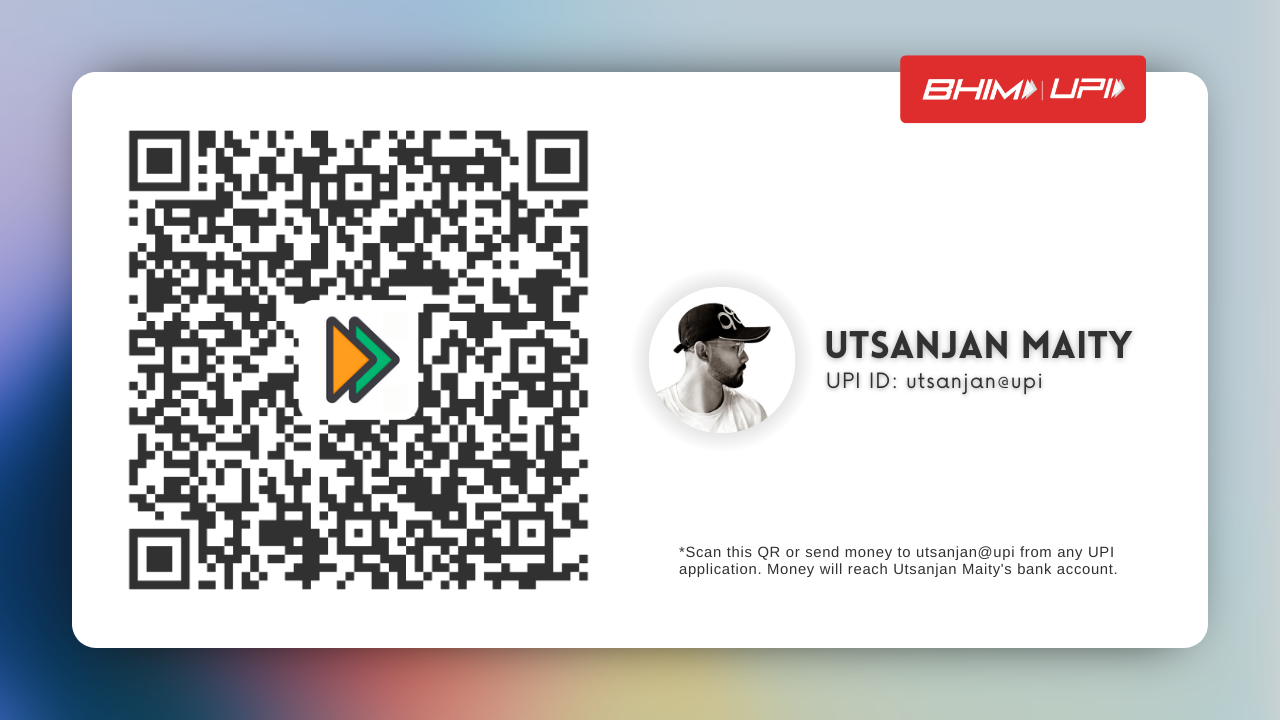 BHIM | UPI
UTSANJAN MAITY
UPI ID: utsanjan@upi
*Scan this QR or send money to utsanjan@upi from any UPI
application. Money will reach Utsanjan Maity's bank account.